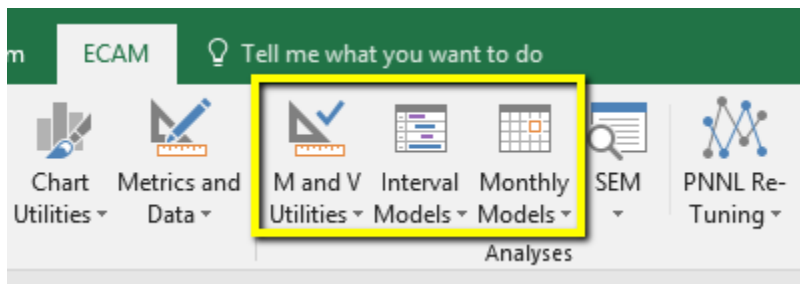 m ECAM Tell me what you want to do
Chart Metrics and M and V Interval Monthly SEM PNNL Re-
Utilities Data Utilities Models Models Tuning
Analyses